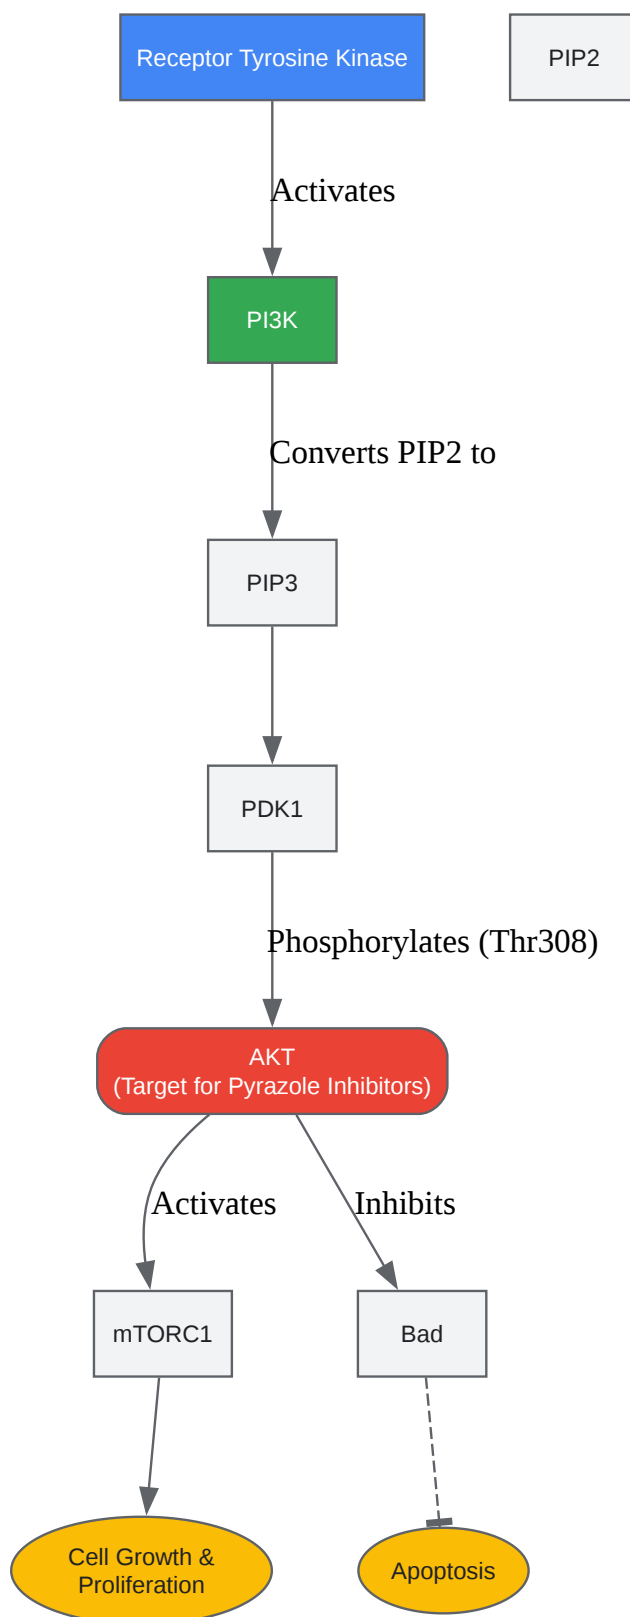 Receptor Tyrosine Kinase
PIP2
Activates
PI3K
Converts PIP2 to
PIP3
PDK1
Phosphorylates (Thr308)
AKT
(Target for Pyrazole Inhibitors)
Activates
Inhibits
mTORC1
Bad
Cell Growth &
Proliferation
Apoptosis